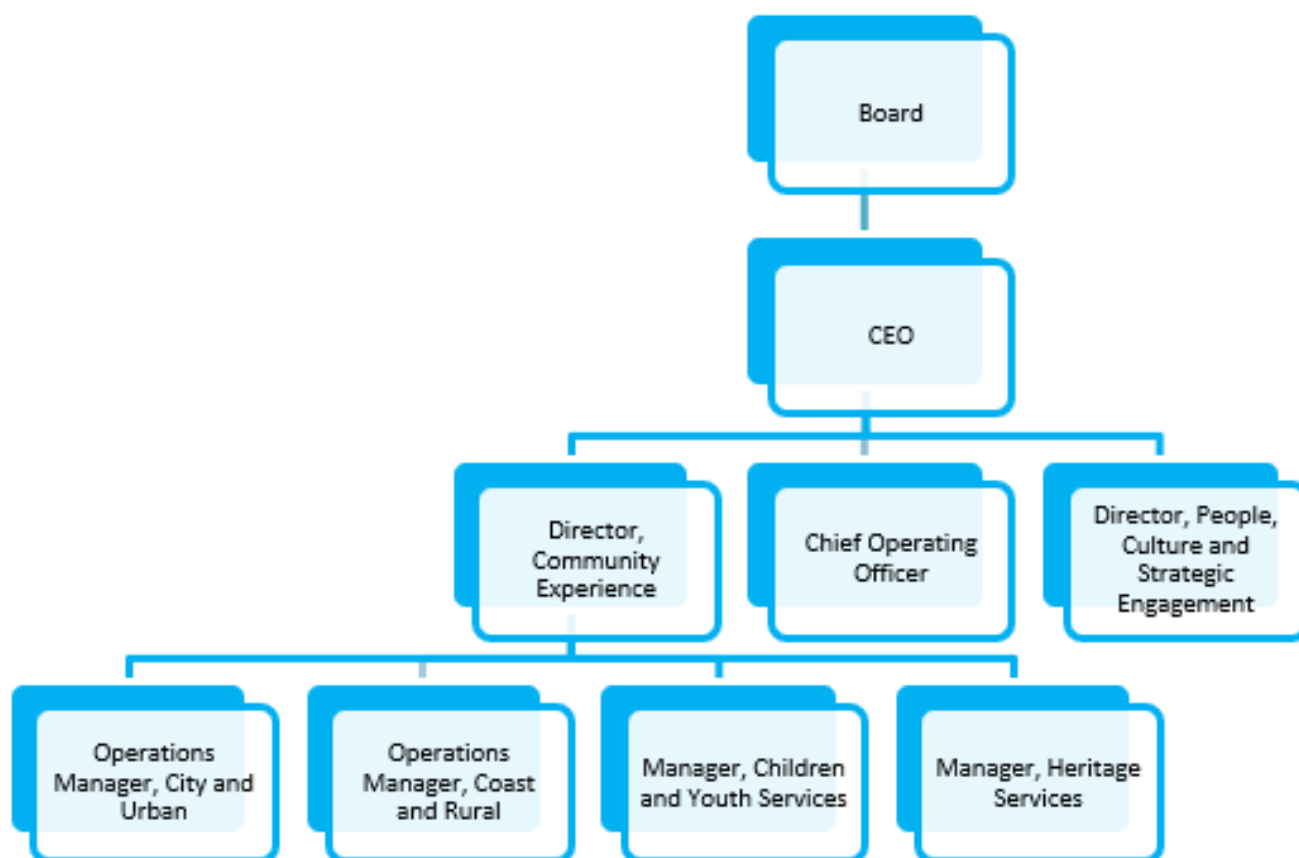 Board
CEO
Director,
Community
Experience
Chief Operating
Officer
Director, People,
Culture and
Strategic
Engagement
Operations
Manager, City and
Urban
Operations
Manager, Coast
and Rural
Manager, Children
and Youth Services
Manager, Heritage
Services